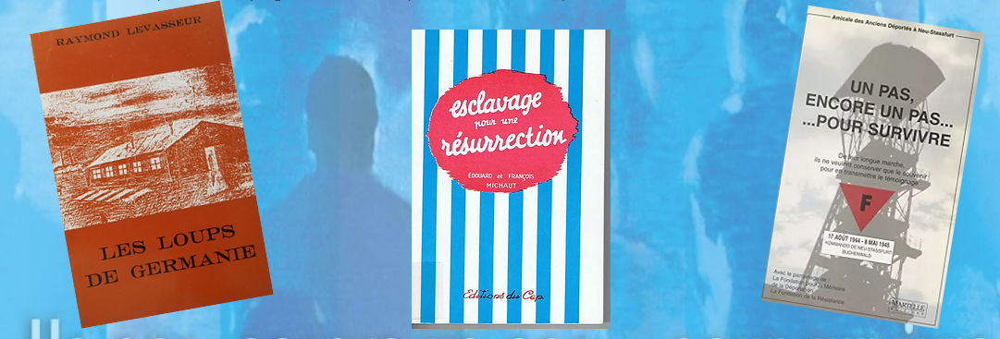 RAYMOND LEVASSEUR
LES LOUPS
DE GERMANIE
esclavage
pour une
résurrection
ÉDOUARD et FRANÇOIS
MICHAUT
Editions du Cep
Amicale des Anciens Déportés à Neu-Stassfurt
UN PAS,
ENCORE UN PAS...
...POUR SURVIVRE
De leur longue marche,
ils ne veulent conserver que le souvenir
pour en transmettre le témoignage
F
17 AOÛT 1944 - 8 MAI 1945
KOMMANDO DE NEU-STASSFURT
BUCHENWALD
Avec le parrainage de :
La Fondation pour la Mémoire
de la Déportation
La Fondation de la Résistance
MARTELLE